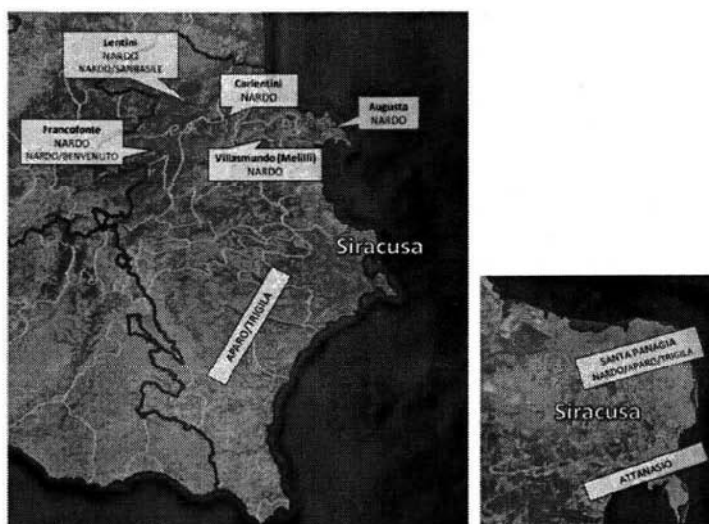 Lentini
NARDO
NARDO/SANBASILE
Carlentini
NARDO
Augusta
NARDO
Francofonte
NARDO
NARDO/BENVENUTO
Villasmundo (Melilli)
NARDO
Siracusa
APARO/TRIGILA
SANTA PANAGIA
NARDO/APARO/TRIGILA
Siracusa
ATTANASIO